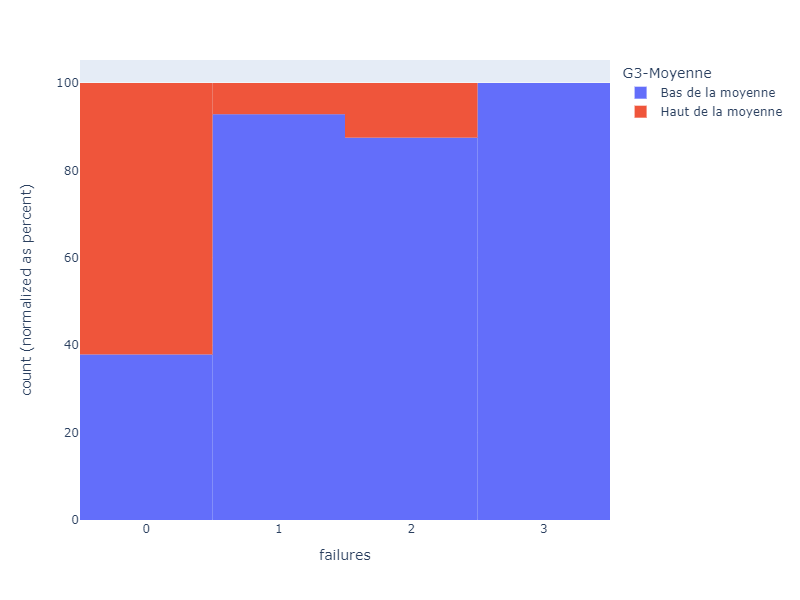 G3-Moyenne
Bas de la moyenne
Haut de la moyenne
count (normalized as percent)
100
80
60
40
20
0
0 1 2 3
failures